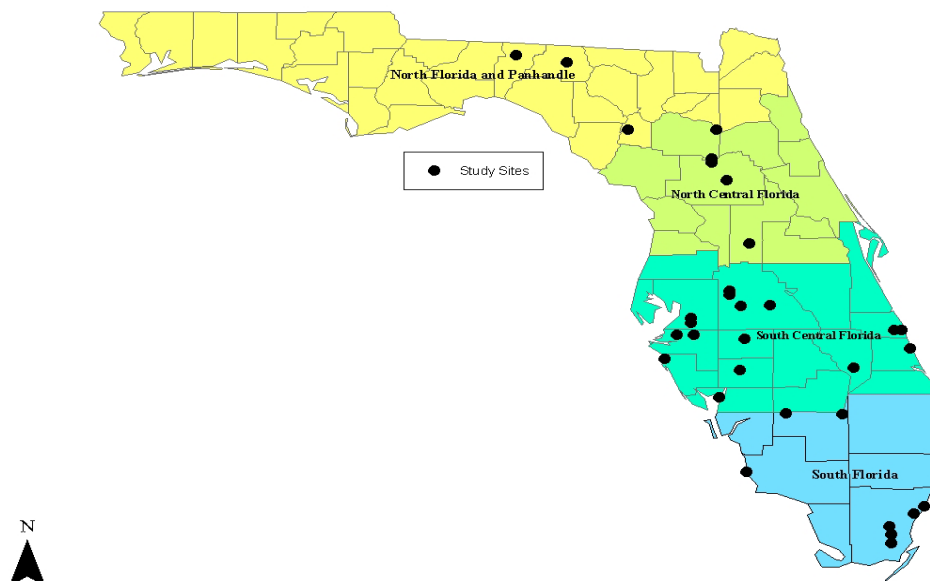 North Florida and Panhandle
Study Sites
North Central Florida
South Central Florida
South Florida
N